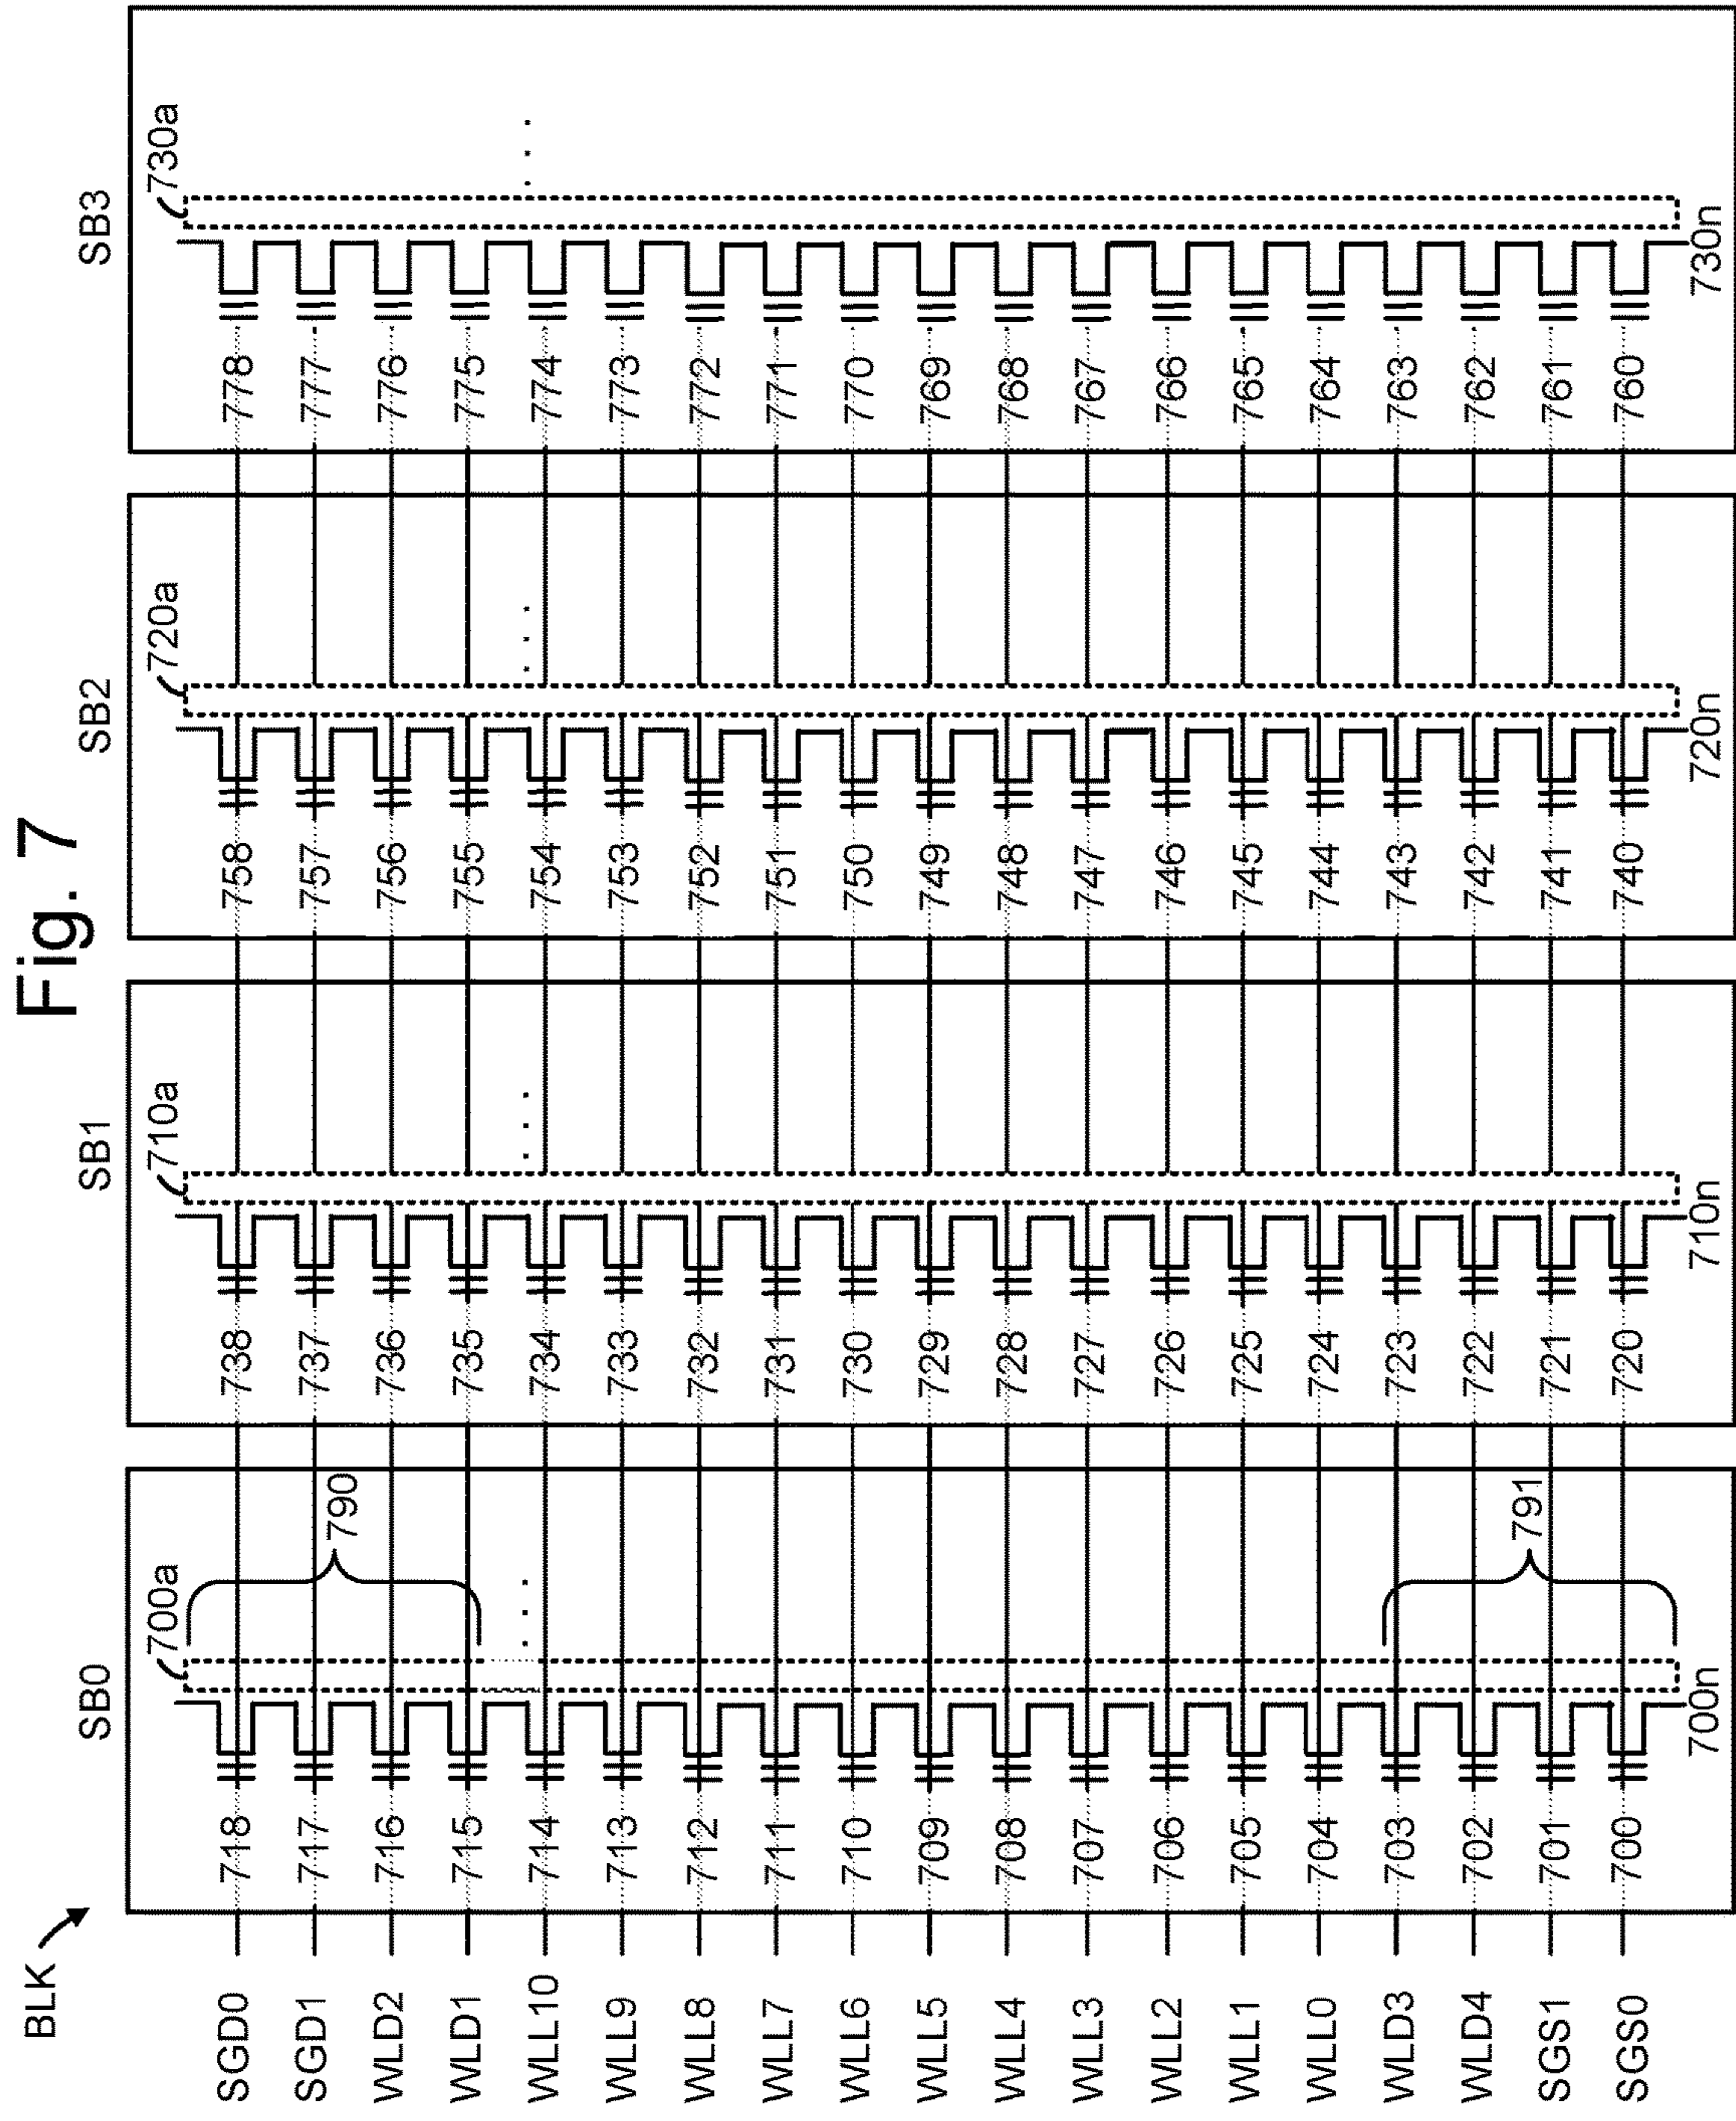 BLK
Fig. 7
SB0 SB1 SB2 SB3
700a 710a 720a 730a
SGD0 718 738 758 778
SGD1 717 790 737 757 777
WLLD2 716 736 756 776
WLLD1 715 735 755 775
WLL10 714 734 754 774
WLL9 713 733 753 773
WLL8 712 732 752 772
WLL7 711 731 751 771
WLL6 710 730 750 770
WLL5 709 729 749 769
WLL4 708 728 748 768
WLL3 707 727 747 767
WLL2 706 726 746 766
WLL1 705 725 745 765
WLL0 704 724 744 764
WLD3 703 723 743 763
WLD4 702 722 742 762
SGS1 701 791 721 741 761
SGS0 700 720 740 760
700n 710n 720n 730n